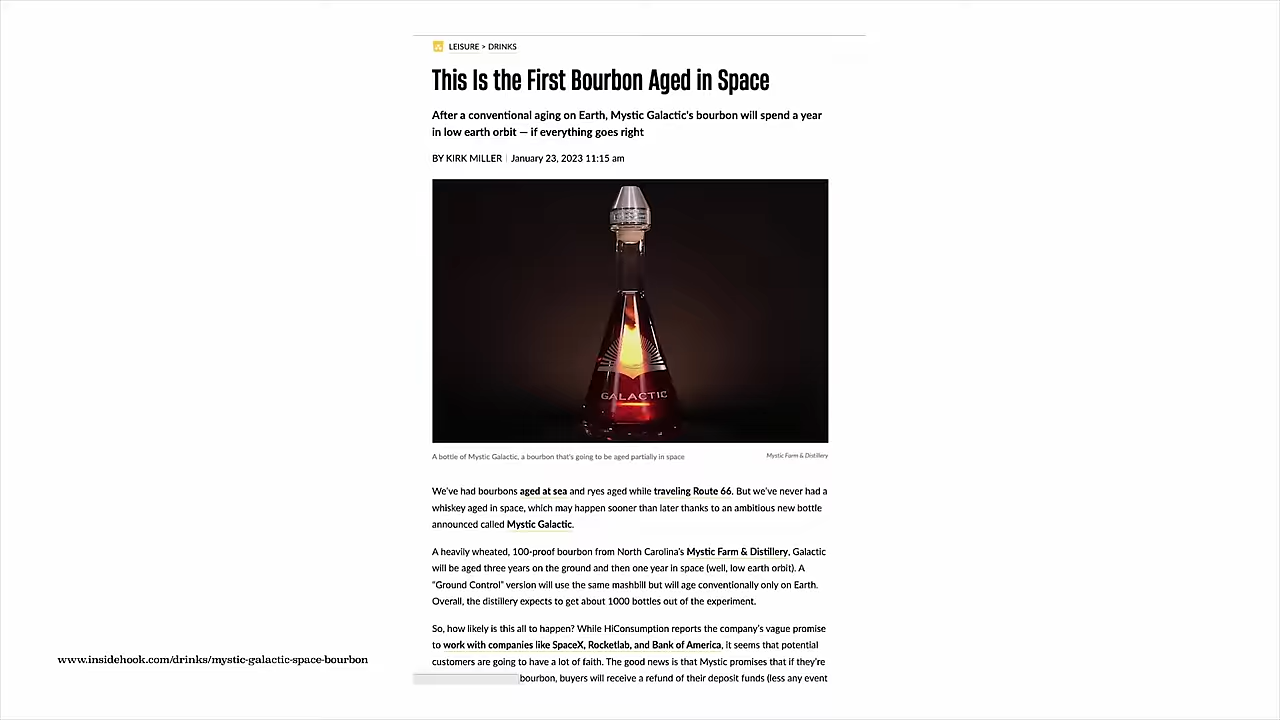 LEISURE > DRINKS
This Is the First Bourbon Aged in Space
After a conventional aging on Earth, Mystic Galactic's bourbon will spend a year
in low earth orbit — if everything goes right
BY KIRK MILLER | January 23, 2023 11:15 am
GALACTIC
A bottle of Mystic Galactic, a bourbon that's going to be aged partially in space
Mystic Farm & Distillery
We've had bourbons aged at sea and ryes aged while traveling Route 66. But we've never had a
whiskey aged in space, which may happen sooner than later thanks to an ambitious new bottle
announced called Mystic Galactic.
A heavily wheated, 100-proof bourbon from North Carolina's Mystic Farm & Distillery, Galactic
will be aged three years on the ground and then one year in space (well, low earth orbit). A
“Ground Control” version will use the same mashbill but will age conventionally only on Earth.
Overall, the distillery expects to get about 1000 bottles out of the experiment.
So, how likely is this all to happen? While HiConsumption reports the company's vague promise
to work with companies like SpaceX, Rocketlab, and Bank of America, it seems that potential
customers are going to have a lot of faith. The good news is that Mystic promises that if they're
bourbon, buyers will receive a refund of their deposit funds (less any event
www.insidehook.com/drinks/mystic-galactic-space-bourbon